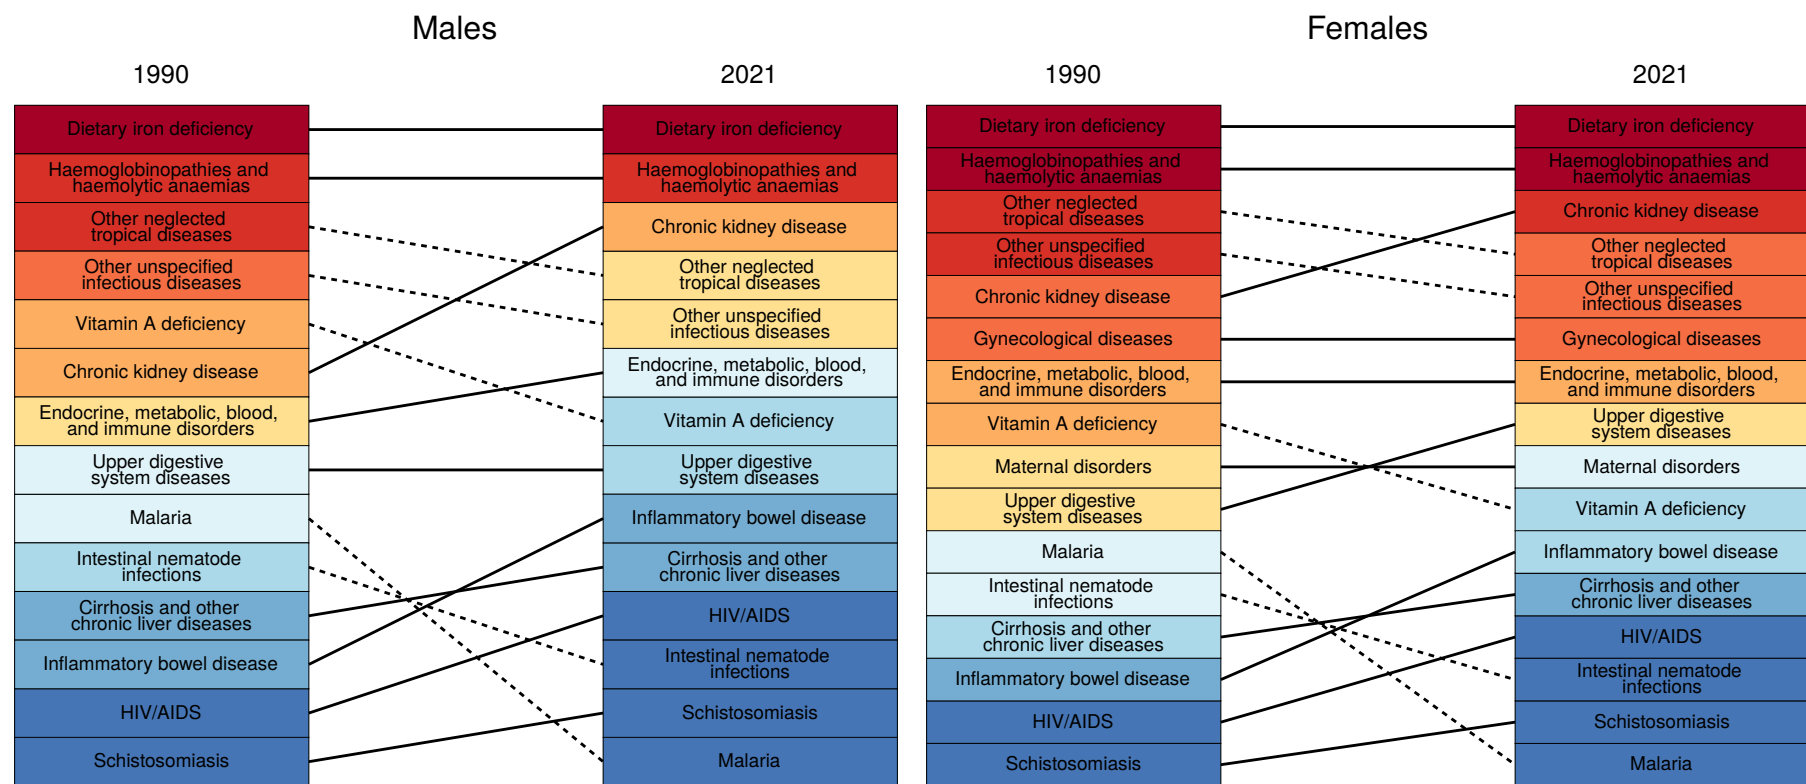 Males
1990
2021
Dietary iron deficiency
Haemoglobinopathies and
haemolytic anaemias
Other neglected
tropical diseases
Other unspecified
infectious diseases
Vitamin A deficiency
Chronic kidney disease
Endocrine, metabolic, blood,
and immune disorders
Upper digestive
system diseases
Malaria
Intestinal nematode
infections
Cirrhosis and other
chronic liver diseases
Inflammatory bowel disease
HIV/AIDS
Schistosomiasis
Dietary iron deficiency
Haemoglobinopathies and
haemolytic anaemias
Chronic kidney disease
Other neglected
tropical diseases
Other unspecified
infectious diseases
Endocrine, metabolic, blood,
and immune disorders
Vitamin A deficiency
Upper digestive
system diseases
Inflammatory bowel disease
Cirrhosis and other
chronic liver diseases
HIV/AIDS
Intestinal nematode
infections
Schistosomiasis
Malaria
Females
1990
2021
Dietary iron deficiency
Haemoglobinopathies and
haemolytic anaemias
Other neglected
tropical diseases
Other unspecified
infectious diseases
Chronic kidney disease
Gynecological diseases
Endocrine, metabolic, blood,
and immune disorders
Vitamin A deficiency
Maternal disorders
Upper digestive
system diseases
Malaria
Intestinal nematode
infections
Cirrhosis and other
chronic liver diseases
Inflammatory bowel disease
HIV/AIDS
Schistosomiasis
Dietary iron deficiency
Haemoglobinopathies and
haemolytic anaemias
Chronic kidney disease
Other neglected
tropical diseases
Other unspecified
infectious diseases
Gynecological diseases
Endocrine, metabolic, blood,
and immune disorders
Upper digestive
system diseases
Maternal disorders
Vitamin A deficiency
Inflammatory bowel disease
Cirrhosis and other
chronic liver diseases
HIV/AIDS
Intestinal nematode
infections
Schistosomiasis
Malaria